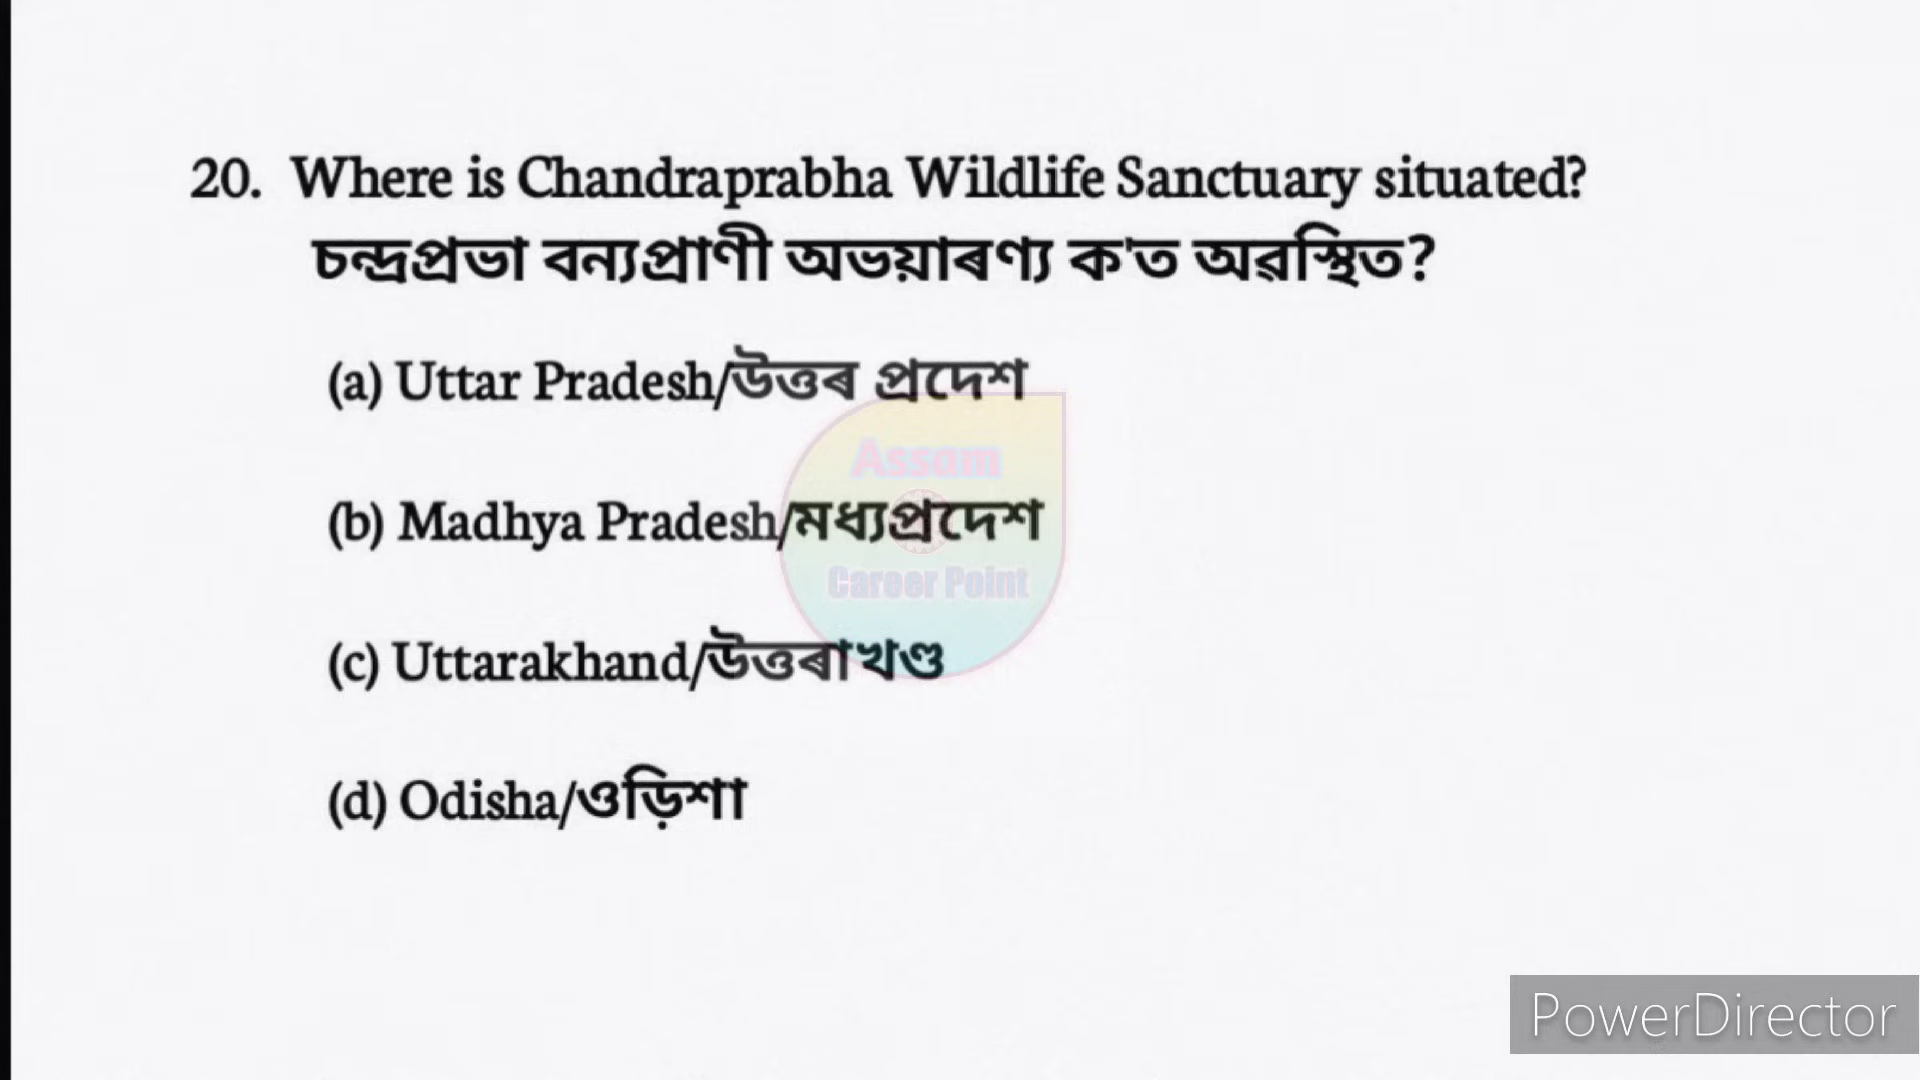 20. Where is Chandraprabha Wildlife Sanctuary situated?
চন্দ্ৰপ্ৰভা বন্যপ্ৰাণী অভয়াৰণ্য ক'ত অৱস্থিত?
(a) Uttar Pradesh/উত্তৰ প্ৰদেশ
(b) Madhya Pradesh/মধ্যপ্ৰদেশ
(c) Uttarakhand/উত্তৰাখণ্ড
(d) Odisha/ওড়িশা
Assam
Career Point
PowerDirector